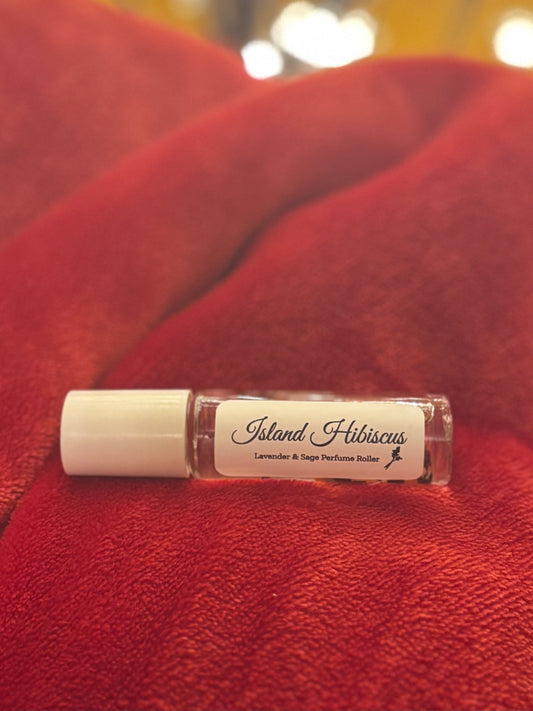 Island Hibiscus
Lavender & Sage Perfume Roller